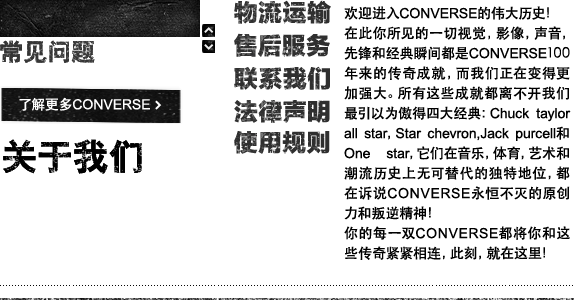 常见问题
了解更多CONVERSE >
关于我们
物流运输
售后服务
联系我们
法律声明
使用规则
欢迎进入CONVERSE的伟大历史!
在此你所见的一切视觉, 影像, 声音,
先锋和经典瞬间都是CONVERSE100
年来的传奇成就, 而我们正在变得更
加强大。所有这些成就都离不开我们
最引以为傲得四大经典: Chuck taylor
all star, Star chevron,Jack purcell和
One star, 它们在音乐, 体育, 艺术和
潮流历史上无可替代的独特地位, 都
在诉说CONVERSE永恒不灭的原创
力和叛逆精神!
你的每一双CONVERSE都将你和这
些传奇紧紧相连, 此刻, 就在这里!